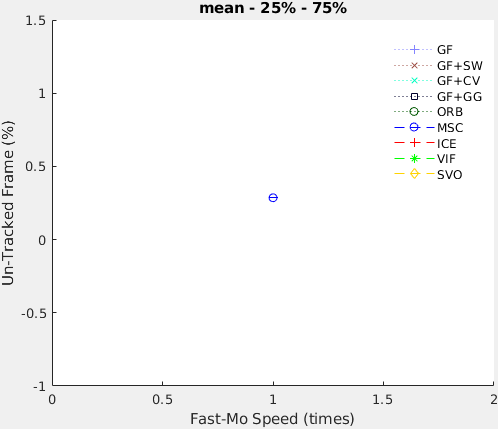 mean - 25% - 75%
1.5
1
0.5
0
-0.5
-1
Un-Tracked Frame (%)
GF
GF+SW
GF+CV
GF+GG
ORB
MSC
ICE
VIF
SVO
0 0.5 1 1.5 2
Fast-Mo Speed (times)